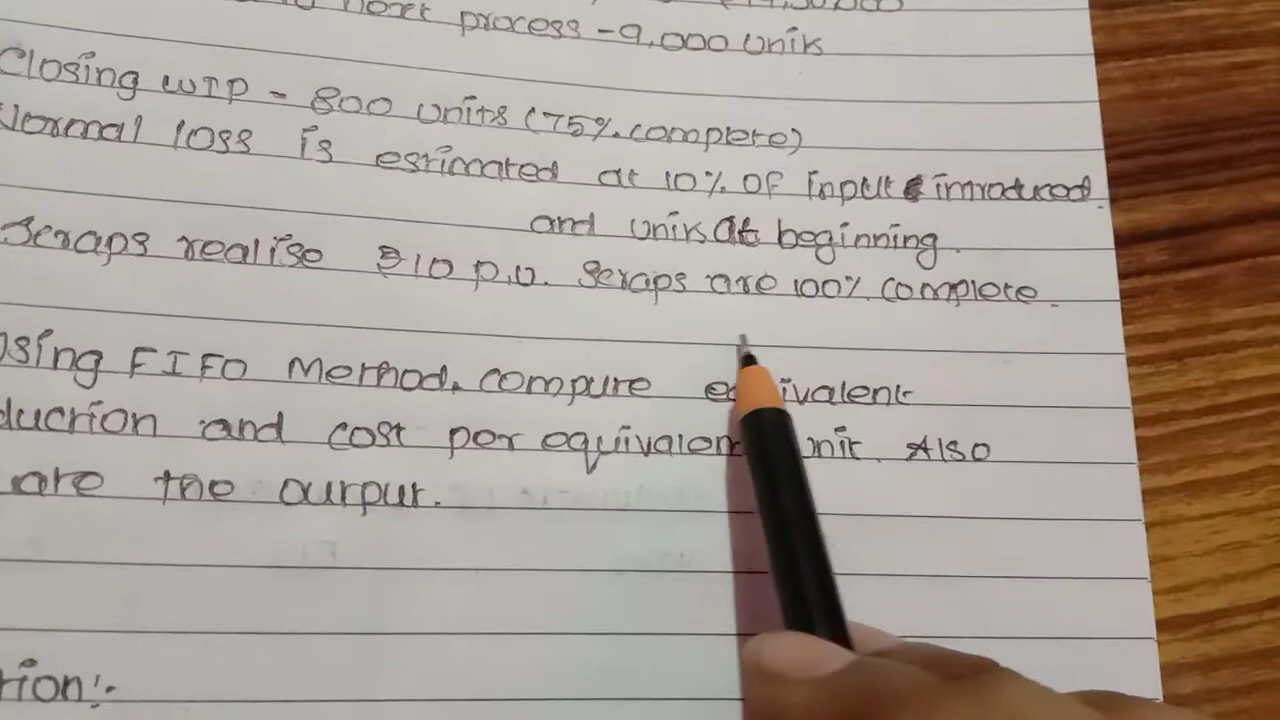 next process - 9,000 units
Closing WIP - 800 units (75% complete)
Normal loss is estimated at 10% of input introduced
and units at beginning.
Scraps realise ₹10 p.u. Scraps are 100% complete.
Using FIFO Method, compute equivalent
duction and cost per equivalent unit. Also
are the output.
tion:-